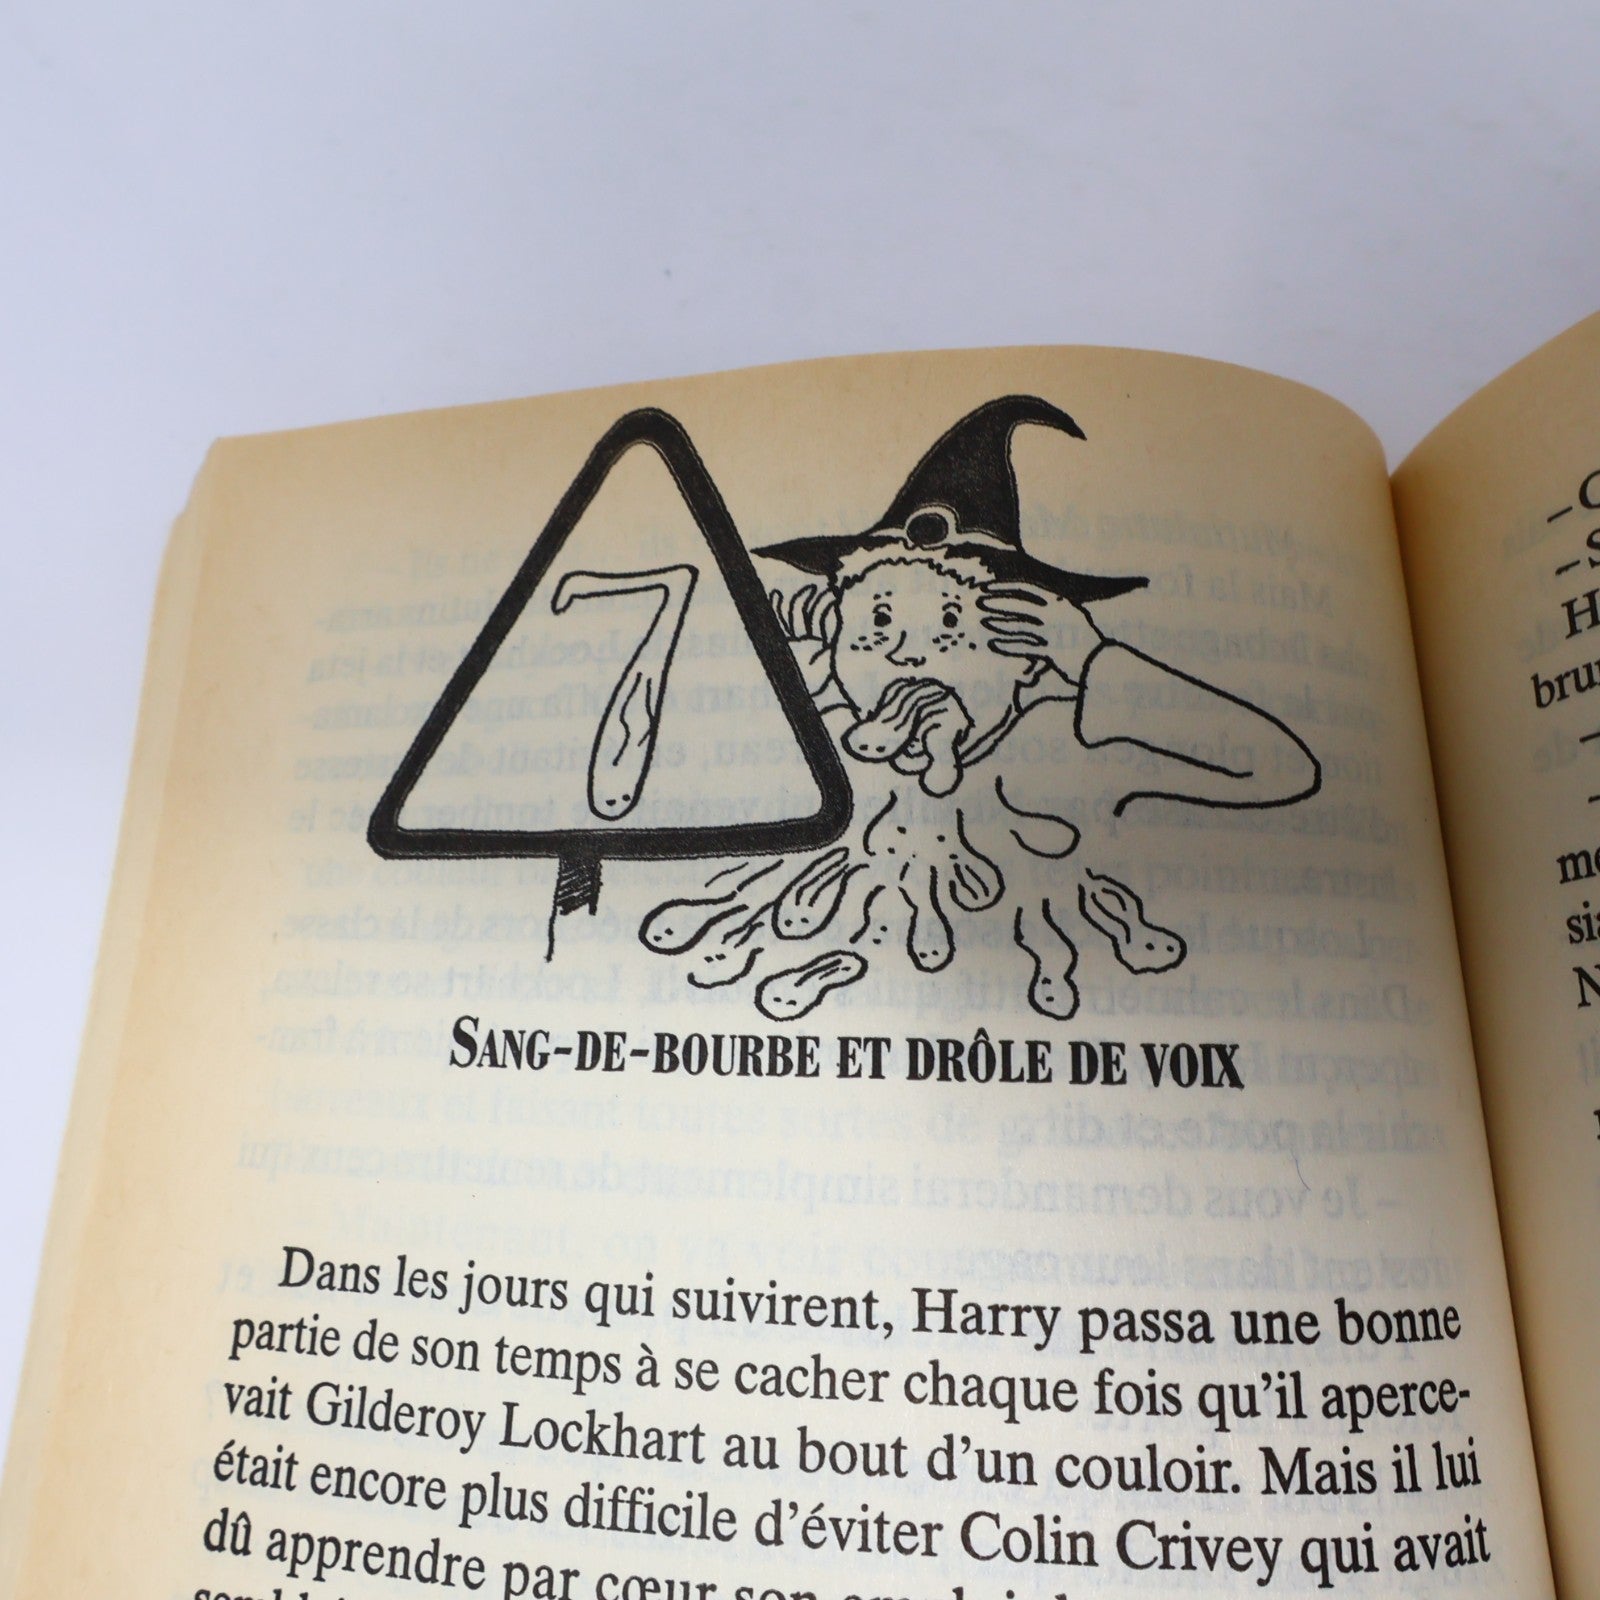 7
SANG-DE-BOURBE ET DRÔLE DE VOIX
Dans les jours qui suivirent, Harry passa une bonne
partie de son temps à se cacher chaque fois qu'il aperce-
vait Gilderoy Lockhart au bout d'un couloir. Mais il lui
était encore plus difficile d'éviter Colin Crivey qui avait
dû apprendre par cœur son